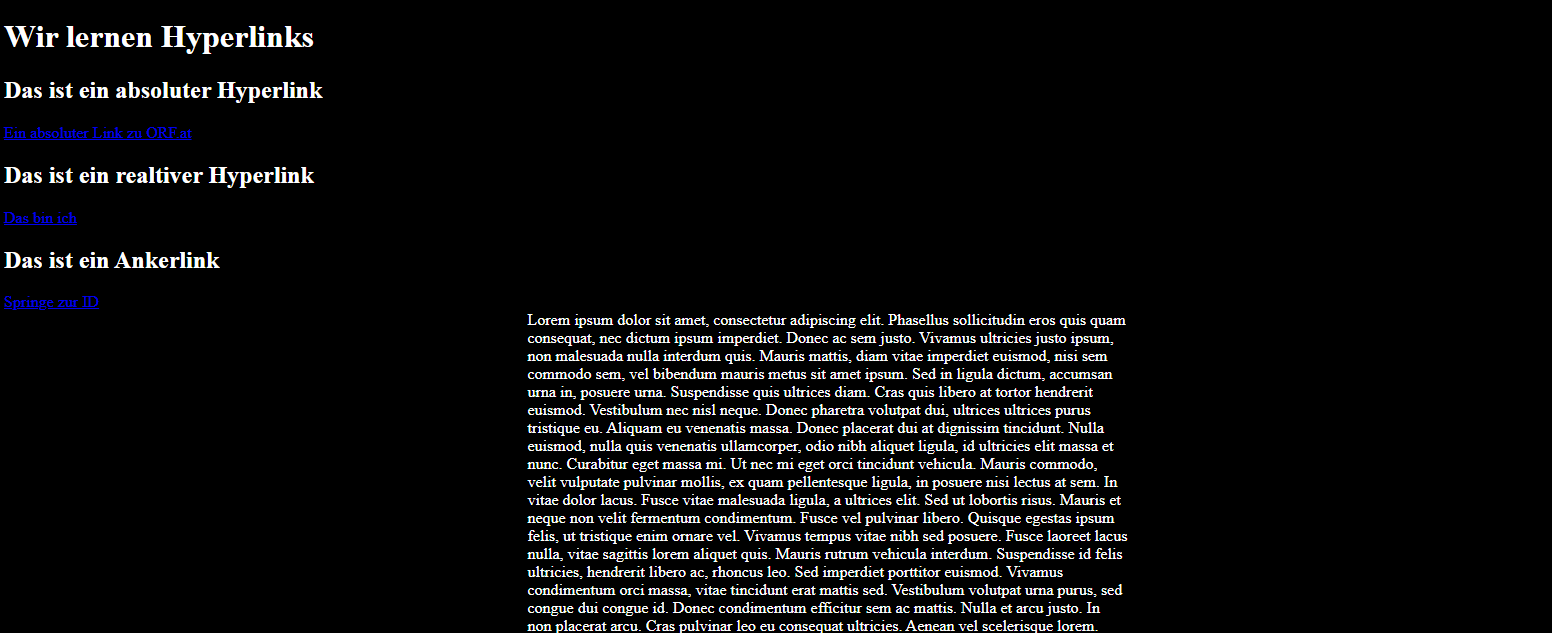 Wir lernen Hyperlinks
Das ist ein absoluter Hyperlink
Ein absoluter Link zu ORF.at
Das ist ein realtiver Hyperlink
Das bin ich
Das ist ein Ankerlink
Springe zur ID
Lorem ipsum dolor sit amet, consectetur adipiscing elit. Phasellus sollicitudin eros quis quam
consequat, nec dictum ipsum imperdiet. Donec ac sem justo. Vivamus ultricies justo ipsum,
non malesuada nulla interdum quis. Mauris mattis, diam vitae imperdiet euismod, nisi sem
commodo sem, vel bibendum mauris metus sit amet ipsum. Sed in ligula dictum, accumsan
urna in, posuere urna. Suspendisse quis ultrices diam. Cras quis libero at tortor hendrerit
euismod. Vestibulum nec nisl neque. Donec pharetra volutpat dui, ultrices ultrices purus
tristique eu. Aliquam eu venenatis massa. Donec placerat dui at dignissim tincidunt. Nulla
euismod, nulla quis venenatis ullamcorper, odio nibh aliquet ligula, id ultricies elit massa et
nunc. Curabitur eget massa mi. Ut nec mi eget orci tincidunt vehicula. Mauris commodo,
velit vulputate pulvinar mollis, ex quam pellentesque ligula, in posuere nisi lectus at sem. In
vitae dolor lacus. Fusce vitae malesuada ligula, a ultrices elit. Sed ut lobortis risus. Mauris et
neque non velit fermentum condimentum. Fusce vel pulvinar libero. Quisque egestas ipsum
felis, ut tristique enim ornare vel. Vivamus tempus vitae nibh sed posuere. Fusce laoreet lacus
nulla, vitae sagittis lorem aliquet quis. Mauris rutrum vehicula interdum. Suspendisse id felis
ultricies, hendrerit libero ac, rhoncus leo. Sed imperdiet porttitor euismod. Vivamus
condimentum orci massa, vitae tincidunt erat mattis sed. Vestibulum volutpat urna purus, sed
congue dui congue id. Donec condimentum efficitur sem ac mattis. Nulla et arcu justo. In
non placerat arcu. Cras pulvinar leo eu consequat ultricies. Aenean vel scelerisque lorem.